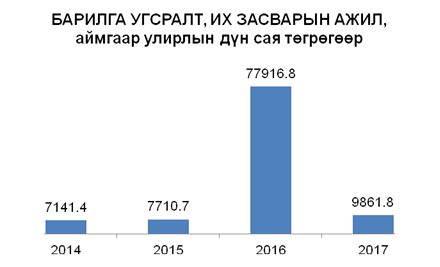 БАРИЛГА УГСРАЛТ, ИХ ЗАСВАРЫН АЖИЛ,
аймгаар улирлын дүн сая төгрөгөөр
77916.8
7141.4 7710.7 9861.8
2014 2015 2016 2017